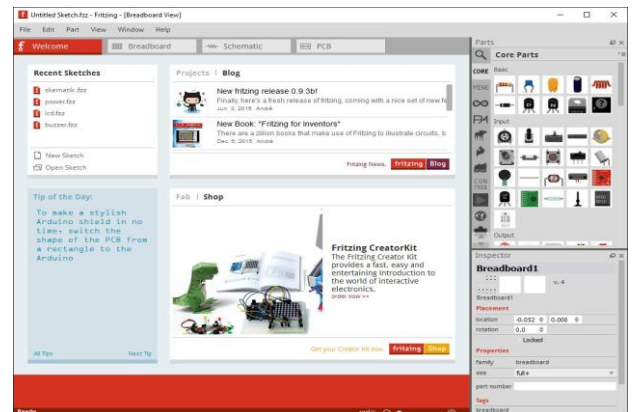 Untitled Sketch.fzz - Fritzing - [Breadboard View]
File Edit Part View Window Help
Welcome Breadboard Schematic PCB
Recent Sketches
skematik.fzz
power.fzz
lcd.fzz
buzzer.fzz
New Sketch
Open Sketch
Projects | Blog
New fritzing release 0.9.3bf
Finally, here's a fresh release of fritzing, coming with a nice set of new fe
Jun. 2, 2016 André
New Book: "Fritzing for Inventors"
There are a zillion books that make use of Fritzing to illustrate circuits, b
Dec. 6, 2015 André
Fritzing News. fritzing Blog
Tip of the Day:
To make a stylish
Arduino shield in no
time, switch the
shape of the PCB from
a rectangle to the
Arduino
All Tips Next Tip
Fab | Shop
Fritzing CreatorKit
The Fritzing Creator Kit
provides a fast, easy and
entertaining introduction to
the world of interactive
electronics.
order now >>
Get your Creator Kit now. fritzing Shop
Ready
Parts
Core Parts
CORE Basic
MINE
Input
Output
Inspector
Breadboard1
v. 4
Breadboard1
Placement
location -0.052 0.000
rotation 0.0
Locked
Properties
family breadboard
size full+
part number
Tags
breadboard